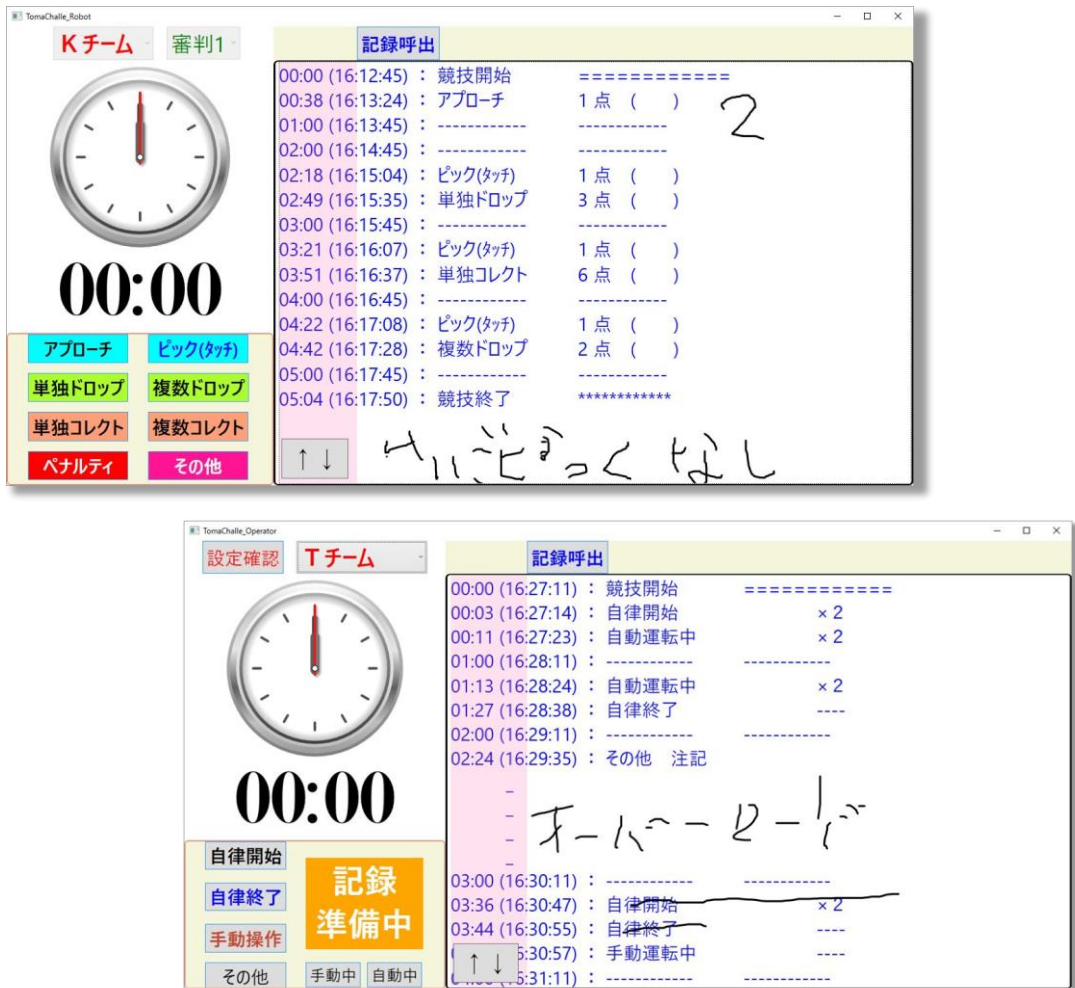 TomaChalle_Robot
Kチーム 審判1 記録呼出
00:00 (16:12:45) : 競技開始 ============
00:38 (16:13:24) : アプローチ 1点 ( ) 2
01:00 (16:13:45) : ------------ ------------
02:00 (16:14:45) : ------------ ------------
02:18 (16:15:04) : ピック(タッチ) 1点 ( )
02:49 (16:15:35) : 単独ドロップ 3点 ( )
03:00 (16:15:45) : ------------ ------------
03:21 (16:16:07) : ピック(タッチ) 1点 ( )
03:51 (16:16:37) : 単独コレクト 6点 ( )
04:00 (16:16:45) : ------------ ------------
04:22 (16:17:08) : ピック(タッチ) 1点 ( )
04:42 (16:17:28) : 複数ドロップ 2点 ( )
05:00 (16:17:45) : ------------ ------------
05:04 (16:17:50) : 競技終了 ************
↑↓
なし
00:00
アプローチ ピック(タッチ)
単独ドロップ 複数ドロップ
単独コレクト 複数コレクト
ペナルティ その他
TomaChalle_Operator
設定確認 Tチーム 記録呼出
00:00 (16:27:11) : 競技開始 ============
00:03 (16:27:14) : 自律開始 ×2
00:11 (16:27:23) : 自動運転中 ×2
01:00 (16:28:11) : ------------ ------------
01:13 (16:28:24) : 自動運転中 ×2
01:27 (16:28:38) : 自律終了 ----
02:00 (16:29:11) : ------------ ------------
02:24 (16:29:35) : その他 注記
オーバーロード
03:00 (16:30:11) : ------------ ------------
03:36 (16:30:47) : 自律開始 ×2
03:44 (16:30:55) : 自律終了 ----
5:30:57) : 手動運転中 ----
5:31:11) : ------------ ------------
↑↓
00:00
自律開始
自律終了
手動操作
その他
記録
準備中
手動中 自動中